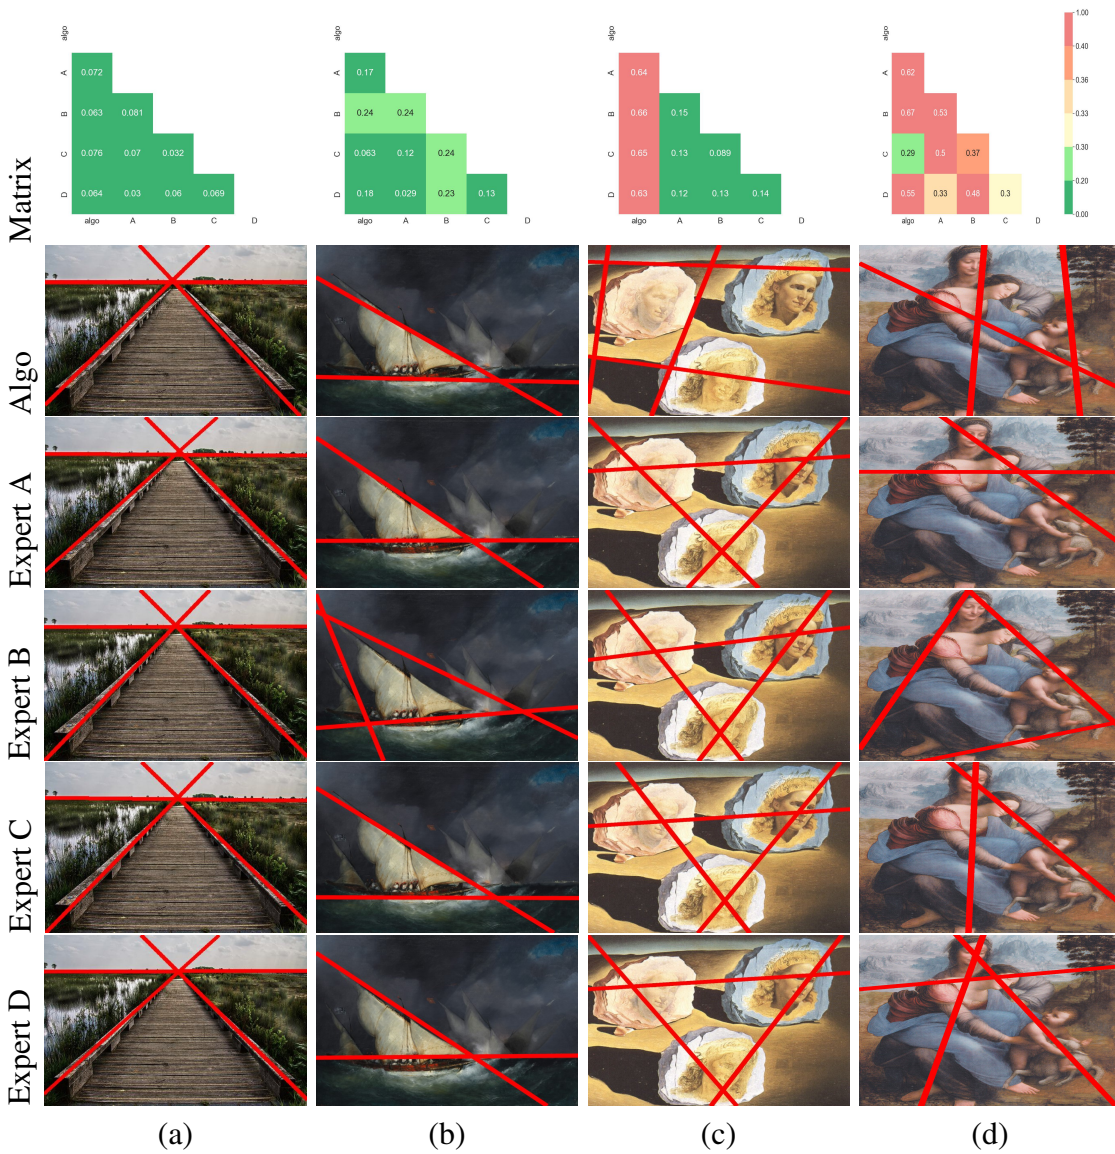 Matrix
algo
A
B
C
D
0.072
0.063 0.081
0.076 0.07 0.032
0.064 0.03 0.06 0.069
algo A B C D
algo
A
B
C
D
0.17
0.24 0.24
0.063 0.12 0.24
0.18 0.029 0.23 0.13
algo A B C D
algo
A
B
C
D
0.64
0.66 0.15
0.65 0.13 0.089
0.63 0.12 0.13 0.14
algo A B C D
algo
A
B
C
D
0.62
0.67 0.53
0.29 0.5 0.37
0.55 0.33 0.48 0.3
algo A B C D
1.00
0.40
0.36
0.33
0.30
0.20
0.00
Algo
Expert A
Expert B
Expert C
Expert D
(a) (b) (c) (d)